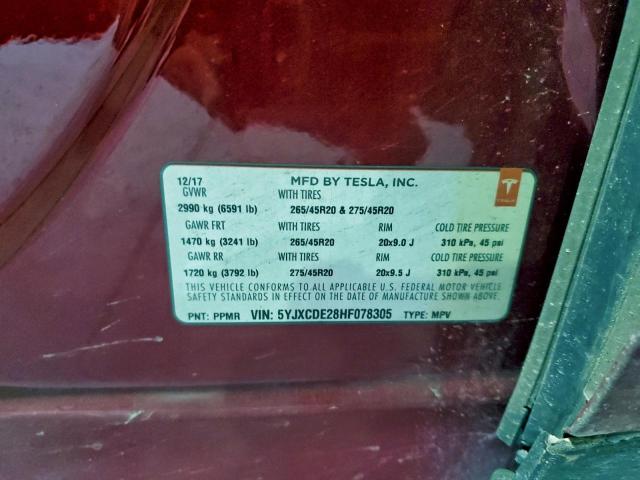 12/17 MFD BY TESLA, INC.
GVWR WITH TIRES
2990 kg (6591 lb) 265/45R20 & 275/45R20
GAWR FRT WITH TIRES RIM COLD TIRE PRESSURE
1470 kg (3241 lb) 265/45R20 20x9.0 J 310 kPa, 45 psi
GAWR RR WITH TIRES RIM COLD TIRE PRESSURE
1720 kg (3792 lb) 275/45R20 20x9.5 J 310 kPa, 45 psi
THIS VEHICLE CONFORMS TO ALL APPLICABLE U.S. FEDERAL MOTOR VEHICLE
SAFETY STANDARDS IN EFFECT ON THE DATE OF MANUFACTURE SHOWN ABOVE.
PNT: PPMR VIN: 5YJXCDE28HF078305 TYPE: MPV
TESLA